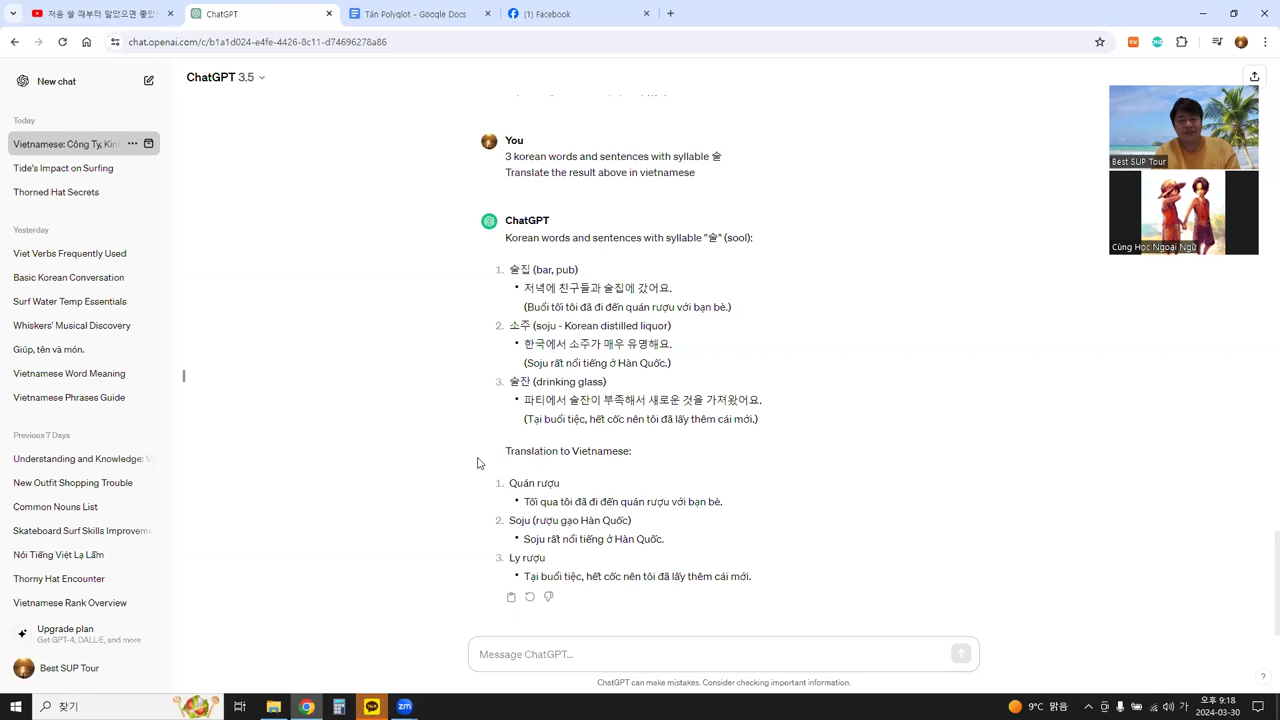 처음 쓸 때부터 알았으면 좋았
ChatGPT
Tân Polyglot - Google Docs
(1) Facebook
chat.openai.com/c/b1a1d024-e4fe-4426-8c11-d74696278a86
New chat
ChatGPT 3.5
Today
Vietnamese: Công Ty, Kinh
Tide's Impact on Surfing
Thorned Hat Secrets
Yesterday
Viet Verbs Frequently Used
Basic Korean Conversation
Surf Water Temp Essentials
Whiskers' Musical Discovery
Giúp, tên và món.
Vietnamese Word Meaning
Vietnamese Phrases Guide
Previous 7 Days
Understanding and Knowledge:
New Outfit Shopping Trouble
Common Nouns List
Skateboard Surf Skills Improveme
Nói Tiếng Việt Lạ Lẫm
Thorny Hat Encounter
Vietnamese Rank Overview
Upgrade plan
Get GPT-4, DALL·E, and more
Best SUP Tour
You
3 korean words and sentences with syllable 술
Translate the result above in vietnamese
ChatGPT
Korean words and sentences with syllable "술" (sool):
1. 술집 (bar, pub)
• 저녁에 친구들과 술집에 갔어요.
(Buổi tối tôi đã đi đến quán rượu với bạn bè.)
2. 소주 (soju - Korean distilled liquor)
• 한국에서 소주가 매우 유명해요.
(Soju rất nổi tiếng ở Hàn Quốc.)
3. 술잔 (drinking glass)
• 파티에서 술잔이 부족해서 새로운 것을 가져왔어요.
(Tại buổi tiệc, hết cốc nên tôi đã lấy thêm cái mới.)
Translation to Vietnamese:
1. Quán rượu
• Tối qua tôi đã đi đến quán rượu với bạn bè.
2. Soju (rượu gạo Hàn Quốc)
• Soju rất nổi tiếng ở Hàn Quốc.
3. Ly rượu
• Tại buổi tiệc, hết cốc nên tôi đã lấy thêm cái mới.
Message ChatGPT...
ChatGPT can make mistakes. Consider checking important information.
?
Best SUP Tour
Cùng Học Ngoại Ngữ
찾기
TALK
zm
9°C 맑음
가
오후 9:18
2024-03-30